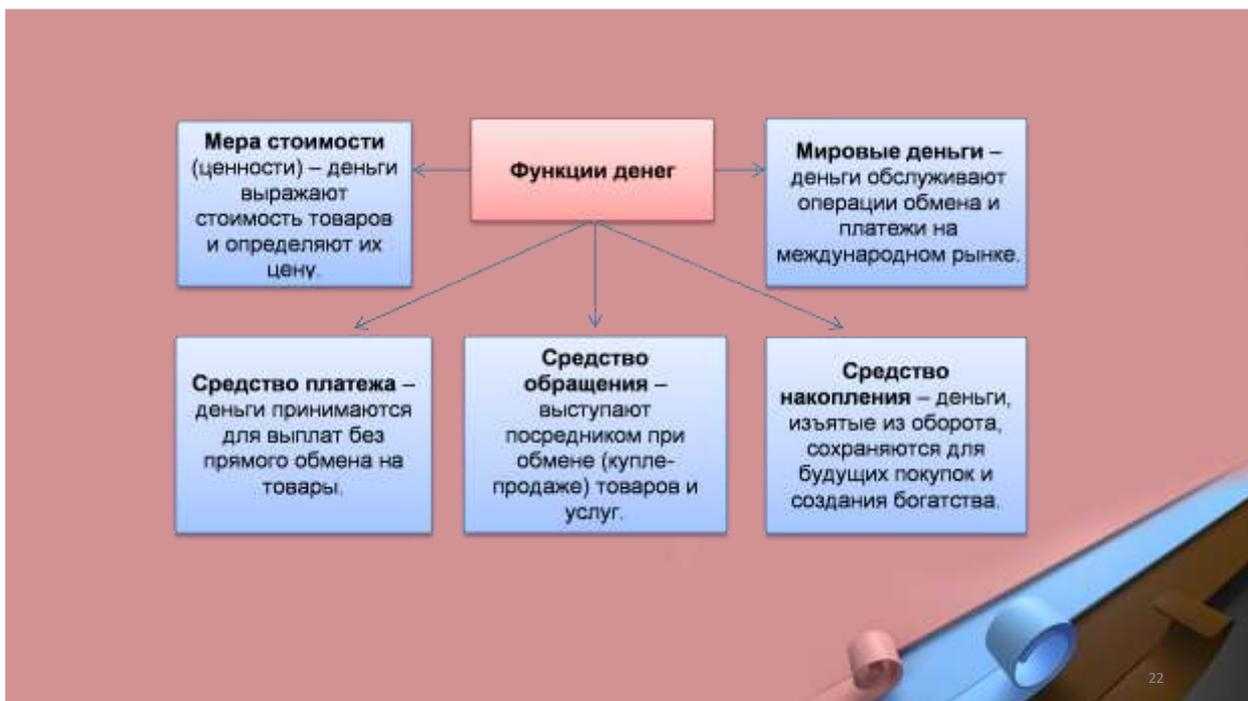 Функции денег
Мера стоимости
(ценности) – деньги
выражают
стоимость товаров
и определяют их
цену.
Мировые деньги –
деньги обслуживают
операции обмена и
платежи на
международном рынке.
Средство платежа –
деньги принимаются
для выплат без
прямого обмена на
товары.
Средство
обращения –
выступают
посредником при
обмене (купле-
продаже) товаров и
услуг.
Средство
накопления – деньги,
изъятые из оборота,
сохраняются для
будущих покупок и
создания богатства.
22